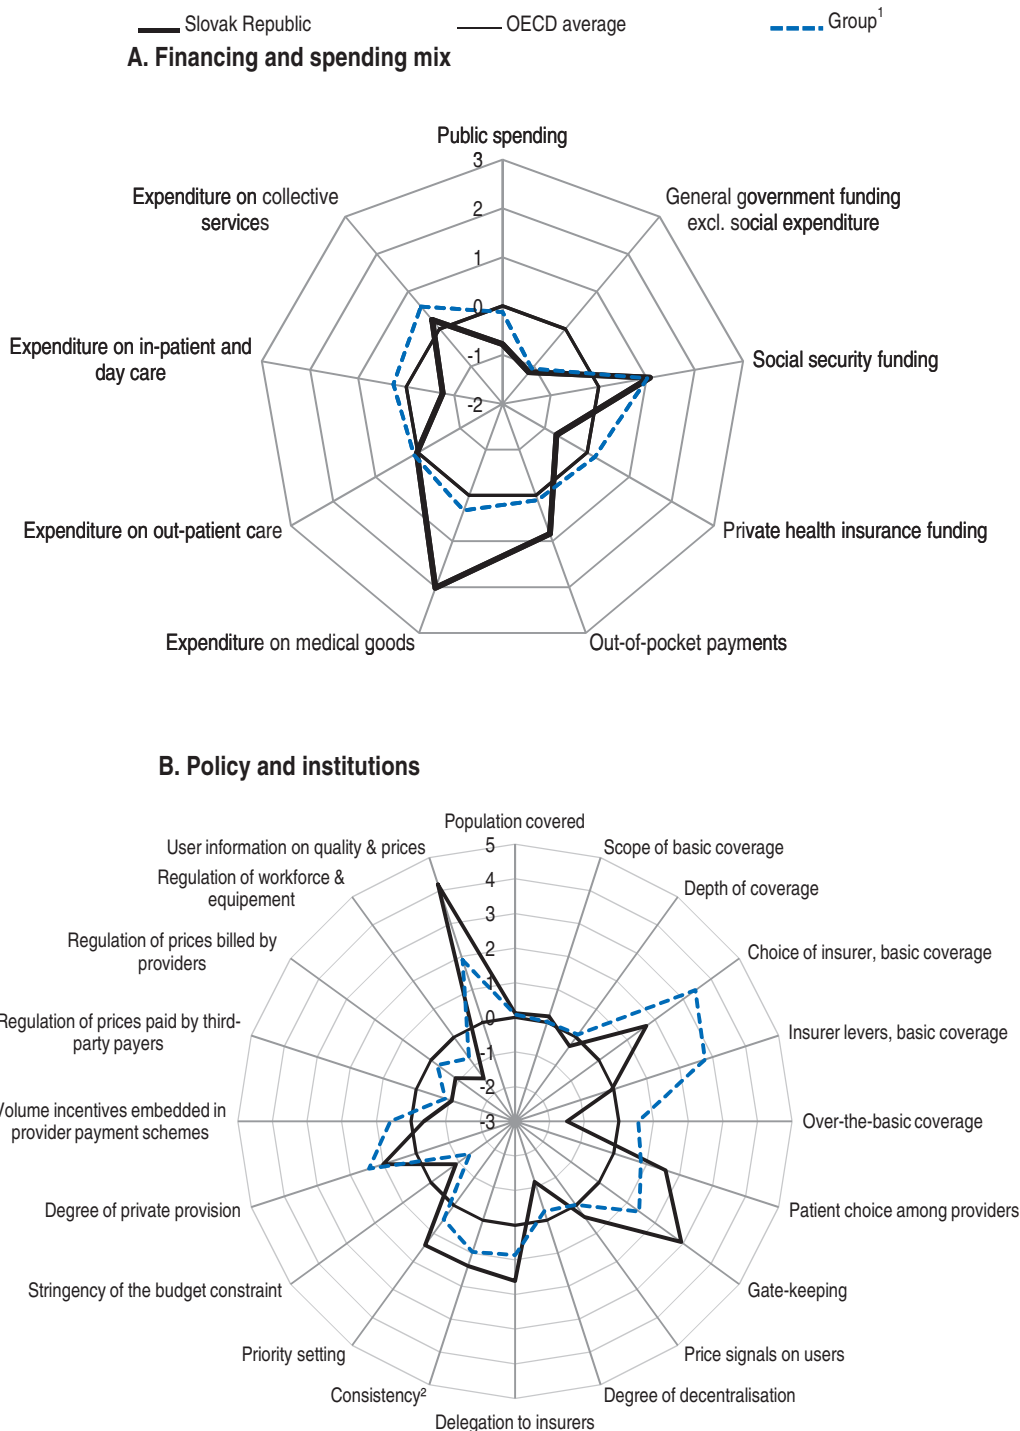 Slovak Republic
OECD average
Group¹
A. Financing and spending mix
Public spending
3
2
1
0
-1
-2
General government funding
excl. social expenditure
Social security funding
Private health insurance funding
Out-of-pocket payments
Expenditure on medical goods
Expenditure on out-patient care
Expenditure on in-patient and
day care
Expenditure on collective
services
B. Policy and institutions
Population covered
5
4
3
2
1
0
-1
-2
-3
Scope of basic coverage
Depth of coverage
Choice of insurer, basic coverage
Insurer levers, basic coverage
Over-the-basic coverage
Patient choice among providers
Gate-keeping
Price signals on users
Degree of decentralisation
Delegation to insurers
Consistency²
Priority setting
Stringency of the budget constraint
Degree of private provision
Volume incentives embedded in
provider payment schemes
Regulation of prices paid by third-
party payers
Regulation of prices billed by
providers
Regulation of workforce &
equipement
User information on quality & prices